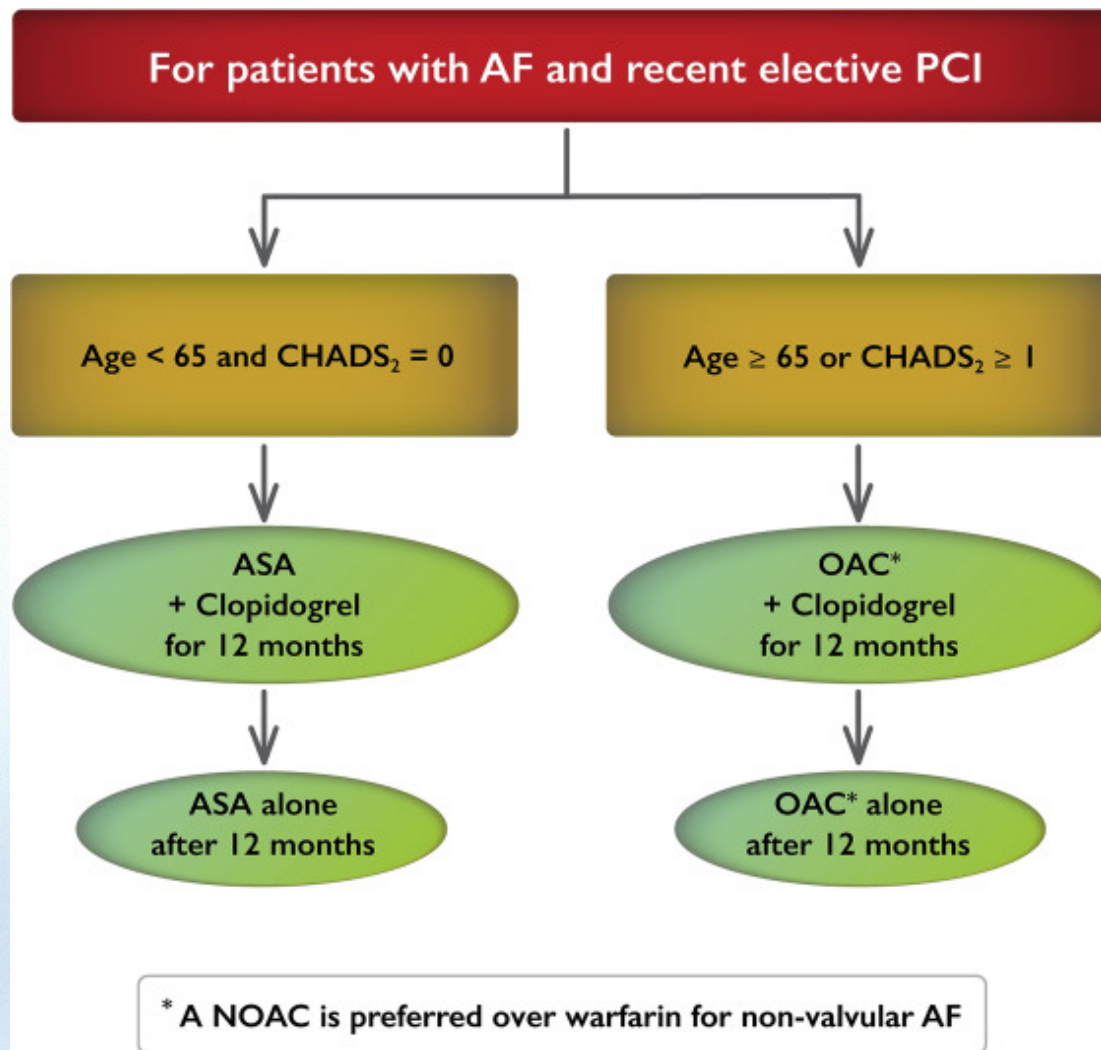 For patients with AF and recent elective PCI
Age < 65 and CHADS₂ = 0
Age ≥ 65 or CHADS₂ ≥ 1
ASA
+ Clopidogrel
for 12 months
OAC*
+ Clopidogrel
for 12 months
ASA alone
after 12 months
OAC* alone
after 12 months
* A NOAC is preferred over warfarin for non-valvular AF